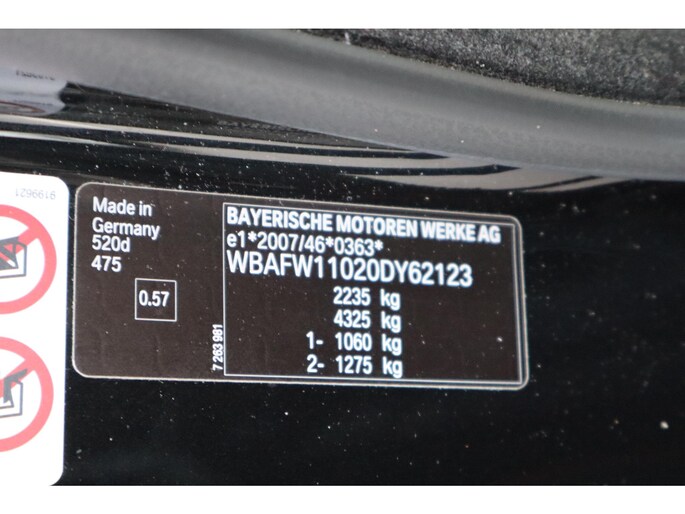 9199621
Made in
Germany
520d
475
0.57
7 263 981
BAYERISCHE MOTOREN WERKE AG
e1*2007/46*0363*
WBAFW11020DY62123
2235 kg
4325 kg
1- 1060 kg
2- 1275 kg